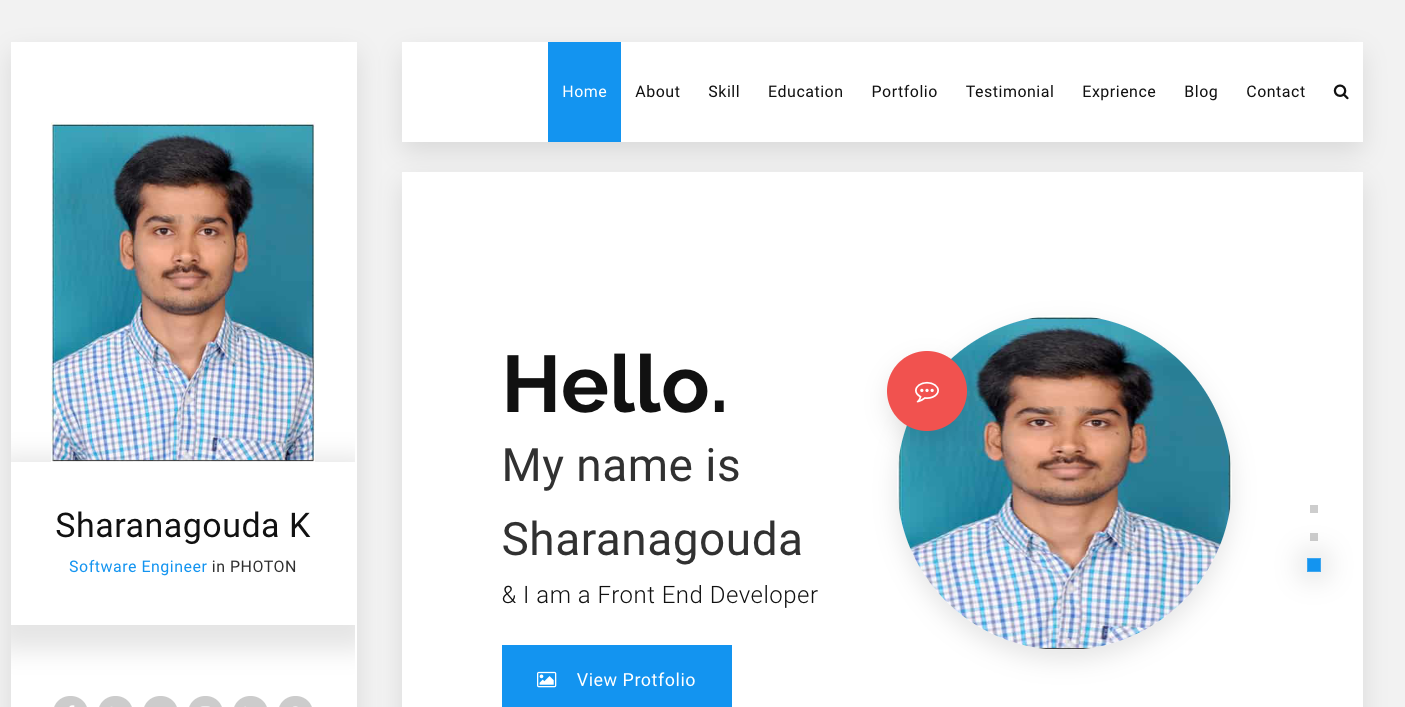 Home About Skill Education Portfolio Testimonial Exprience Blog Contact
Sharanagouda K
Software Engineer in PHOTON
Hello.
My name is
Sharanagouda
& I am a Front End Developer
View Protfolio